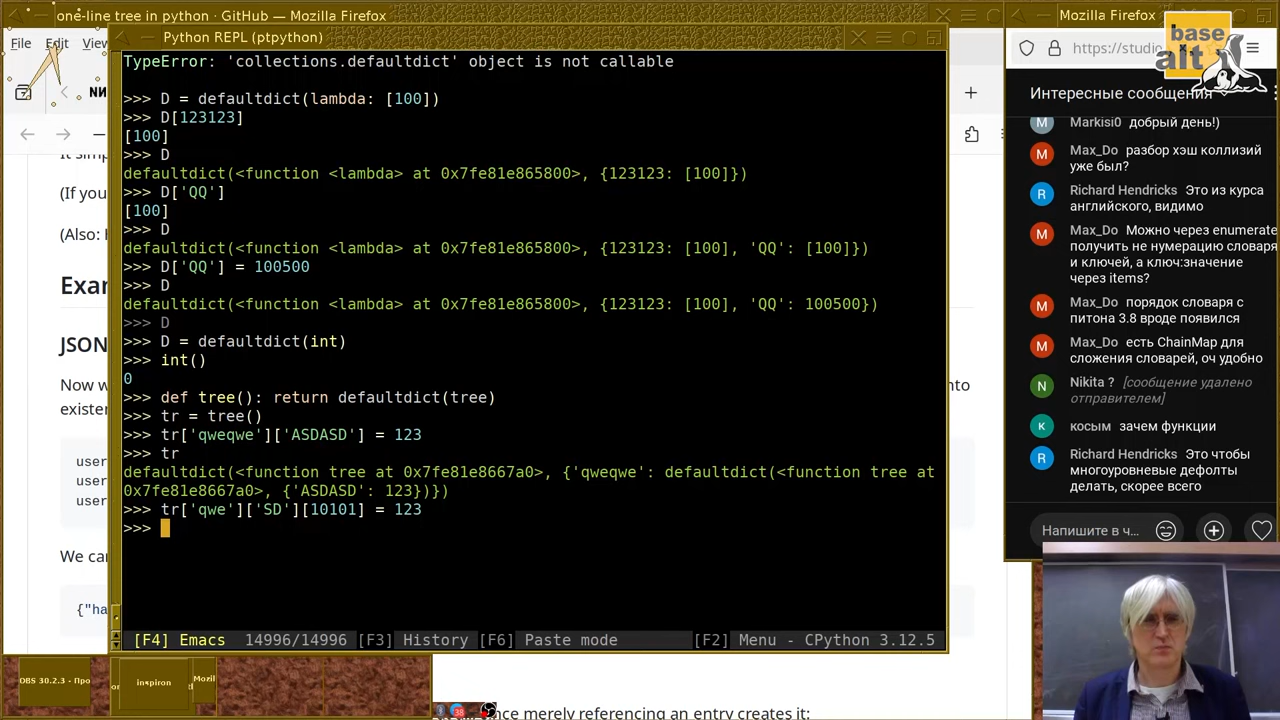 one-line tree in python · GitHub — Mozilla Firefox
Mozilla Firefox
File Edit
Python REPL (ptpython)
TypeError: 'collections.defaultdict' object is not callable
>>> D = defaultdict(lambda: [100])
>>> D[123123]
[100]
>>> D
defaultdict(<function <lambda> at 0x7fe81e865800>, {123123: [100]})
>>> D['QQ']
[100]
>>> D
defaultdict(<function <lambda> at 0x7fe81e865800>, {123123: [100], 'QQ': [100]})
>>> D['QQ'] = 100500
>>> D
defaultdict(<function <lambda> at 0x7fe81e865800>, {123123: [100], 'QQ': 100500})
>>> D
>>> D = defaultdict(int)
>>> int()
0
>>> def tree(): return defaultdict(tree)
>>> tr = tree()
>>> tr['qweqwe']['ASDASD'] = 123
>>> tr
defaultdict(<function tree at 0x7fe81e8667a0>, {'qweqwe': defaultdict(<function tree at
0x7fe81e8667a0>, {'ASDASD': 123})})
>>> tr['qwe']['SD'][10101] = 123
>>>
[F4] Emacs 14996/14996 [F3] History [F6] Paste mode [F2] Menu - CPython 3.12.5
(If you
(Also:
JSON
Now
We
user
user
user
{"ha
nce merely referencing an entry creates it:
DBS 30.2.3 - Про
inspiron
Mozil
base
alt
https://studio
Интересные сообщения
Markisi0 добрый день!)
Max_Do разбор хэш коллизий
уже был?
Richard Hendricks Это из курса
английского, видимо
Max_Do Можно через enumerate
получить не нумерацию словаря
и ключей, а ключ:значение
через items?
Max_Do порядок словаря с
питона 3.8 вроде появился
Max_Do есть ChainMap для
сложения словарей, оч удобно
Nikita ? [сообщение удалено
отправителем]
косым зачем функции
Richard Hendricks Это чтобы
многоуровневые дефолты
делать, скорее всего
Напишите в ч...